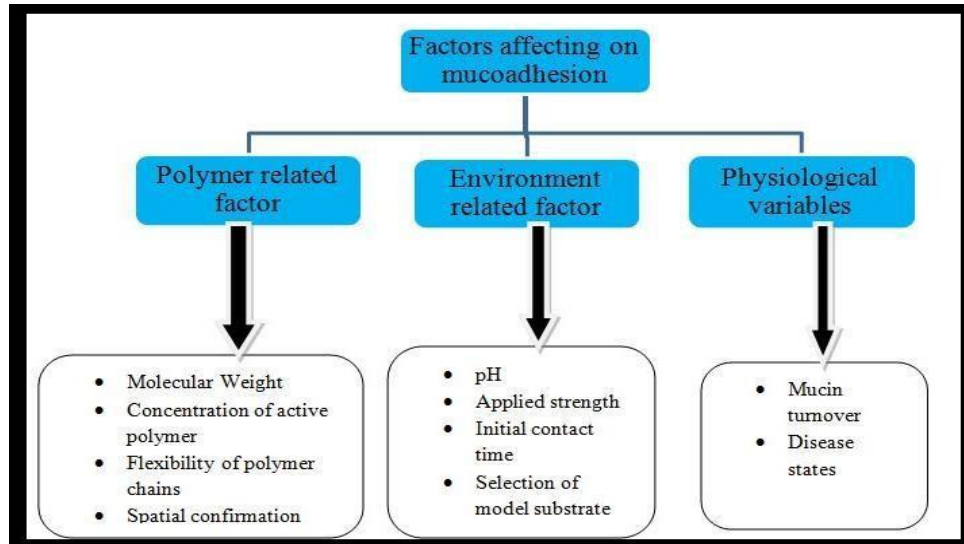 Factors affecting on
mucoadhesion
Polymer related
factor
Environment
related factor
Physiological
variables
• Molecular Weight
• Concentration of active
polymer
• Flexibility of polymer
chains
• Spatial confirmation
• pH
• Applied strength
• Initial contact
time
• Selection of
model substrate
• Mucin
turnover
• Disease
states